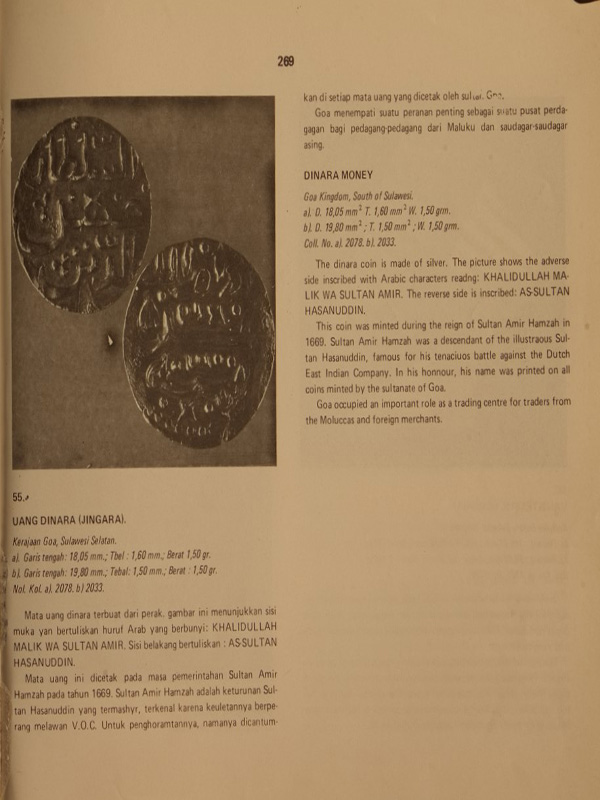 269
55.
UANG DINARA (JINGARA).
Kerajaan Goa, Sulawesi Selatan.
a). Garis tengah: 18,05 mm.; Tbel : 1,60 mm.; Berat 1,50 gr.
b). Garis tengah: 19,80 mm.; Tebal: 1,50 mm.; Berat : 1,50 gr.
Nol. Kol. a). 2078. b) 2033.
Mata uang dinara terbuat dari perak. gambar ini menunjukkan sisi
muka yan bertuliskan huruf Arab yang berbunyi: KHALIDULLAH
MALIK WA SULTAN AMIR. Sisi belakang bertuliskan : AS-SULTAN
HASANUDDIN.
Mata uang ini dicetak pada masa pemerintahan Sultan Amir
Hamzah pada tahun 1669. Sultan Amir Hamzah adalah keturunan Sul-
tan Hasanuddin yang termashyr, terkenal karena keuletannya berpe-
rang melawan V.O.C. Untuk penghoramtannya, namanya dicantum-
kan di setiap mata uang yang dicetak oleh
Goa menempati suatu peranan penting sebagai suatu pusat perda-
gagan bagi pedagang-pedagang dari Maluku dan saudagar-saudagar
asing.
DINARA MONEY
Goa Kingdom, South of Sulawesi.
a). D. 18,05 mm² T. 1,60 mm² W. 1,50 grm.
b). D. 19,80 mm² ; T. 1,50 mm² ; W. 1,50 grm.
Coll. No. a). 2078. b). 2033.
The dinara coin is made of silver. The picture shows the adverse
side inscribed with Arabic characters readng: KHALIDULLAH MA-
LIK WA SULTAN AMIR. The reverse side is inscribed: AS-SULTAN
HASANUDDIN.
This coin was minted during the reign of Sultan Amir Hamzah in
1669. Sultan Amir Hamzah was a descendant of the illustraous Sul-
tan Hasanuddin, famous for his tenaciuos battle against the Dutch
East Indian Company. In his honnour, his name was printed on all
coins minted by the sultanate of Goa.
Goa occupied an important role as a trading centre for traders from
the Moluccas and foreign merchants.